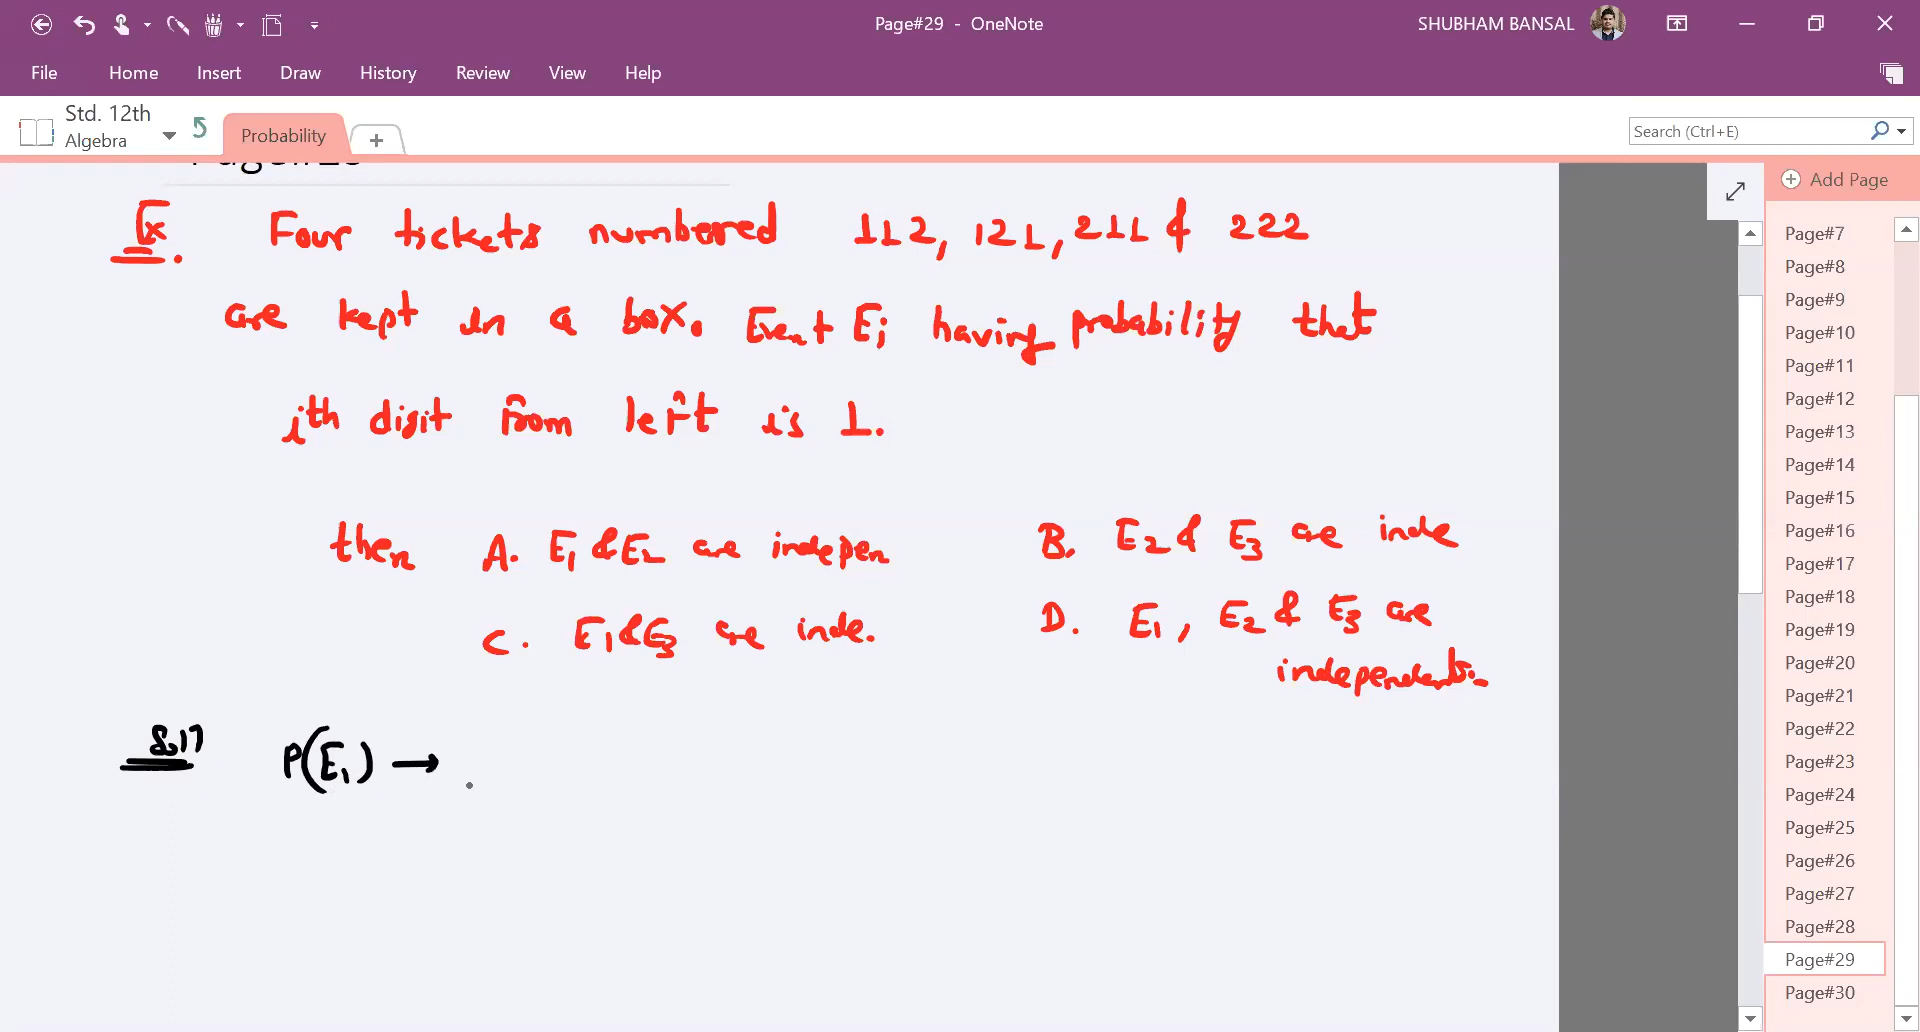 Page#29 - OneNote
SHUBHAM BANSAL
File Home Insert Draw History Review View Help
Std. 12th
Algebra
Probability
Search (Ctrl+E)
Add Page
Ex. Four tickets numbered 112, 121, 211 & 222
are kept in a box. Event Ei having probability that
ith digit from left is 1.
then A. E1 & E2 are indepen B. E2 & E3 are inde
C. E1 & E3 are inde. D. E1, E2 & E3 are
independents.
Soln P(E1) →
Page#7
Page#8
Page#9
Page#10
Page#11
Page#12
Page#13
Page#14
Page#15
Page#16
Page#17
Page#18
Page#19
Page#20
Page#21
Page#22
Page#23
Page#24
Page#25
Page#26
Page#27
Page#28
Page#29
Page#30